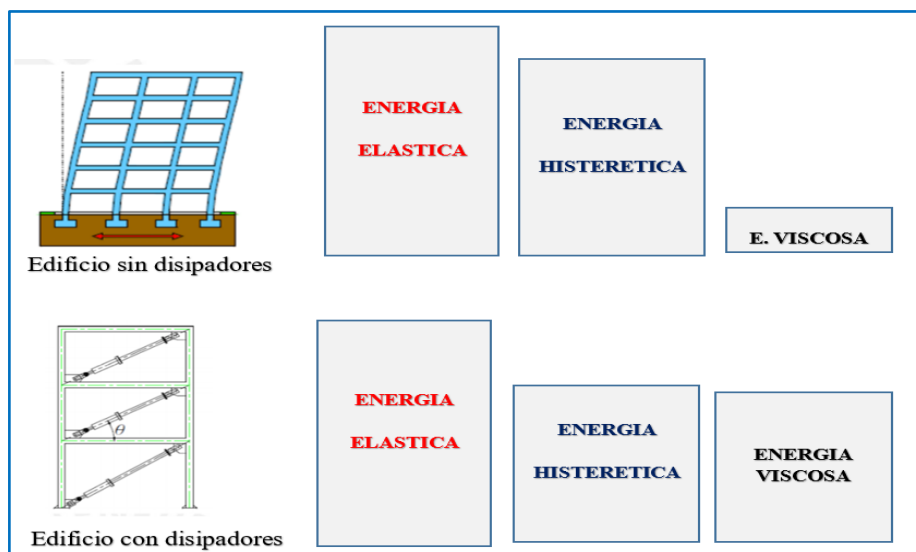 ENERGIA
ELASTICA
ENERGIA
HISTERETICA
E. VISCOSA
Edificio sin disipadores
θ
ENERGIA
ELASTICA
ENERGIA
HISTERETICA
ENERGIA
VISCOSA
Edificio con disipadores